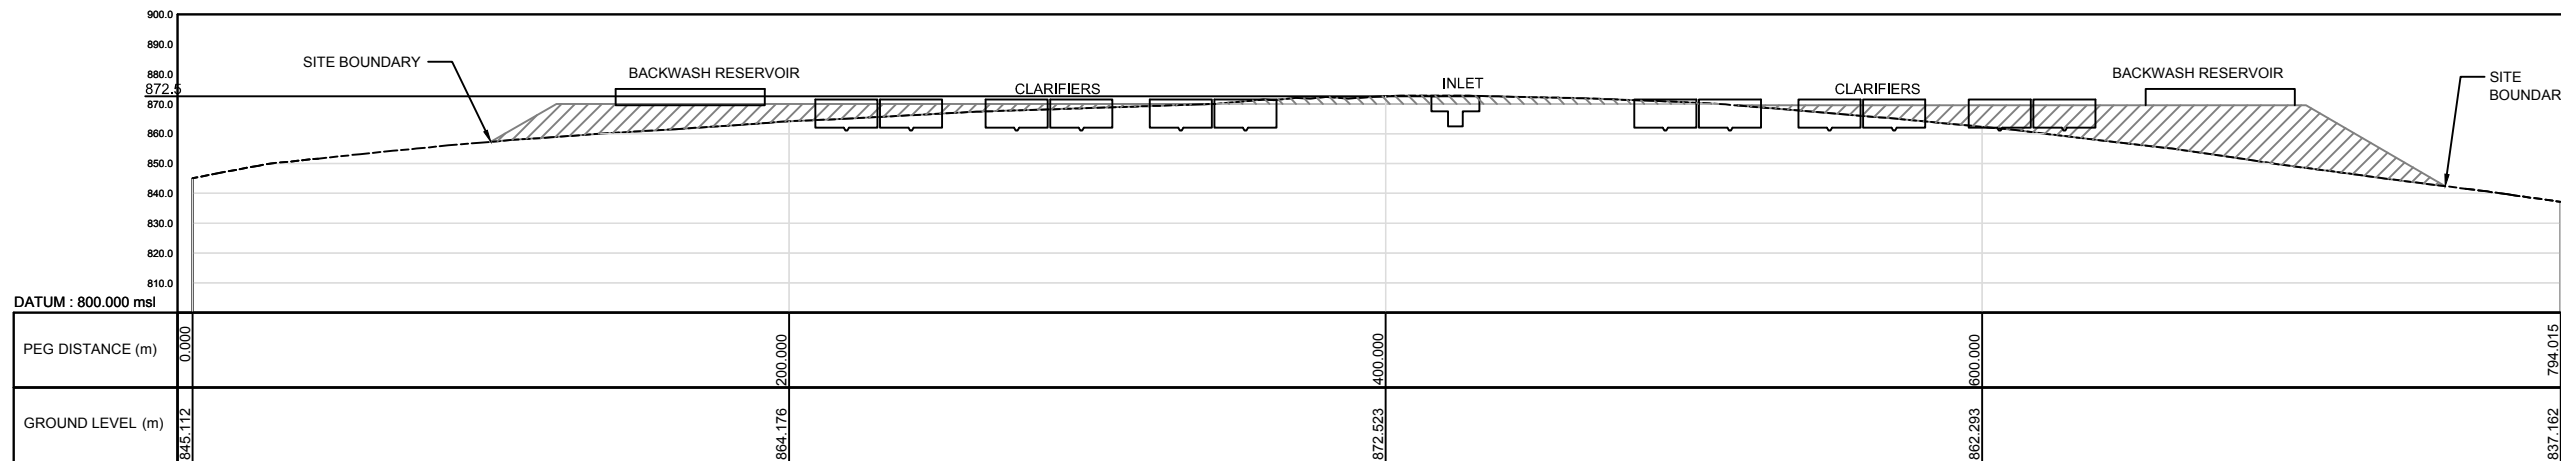 900.0
890.0
880.0
872.5
870.0
860.0
850.0
840.0
830.0
820.0
810.0
DATUM : 800.000 msl
SITE BOUNDARY
BACKWASH RESERVOIR
CLARIFIERS
INLET
CLARIFIERS
BACKWASH RESERVOIR
SITE
BOUNDAR
PEG DISTANCE (m)
0.000
200.000
400.000
600.000
794.015
GROUND LEVEL (m)
845.112
864.176
872.523
862.293
837.162